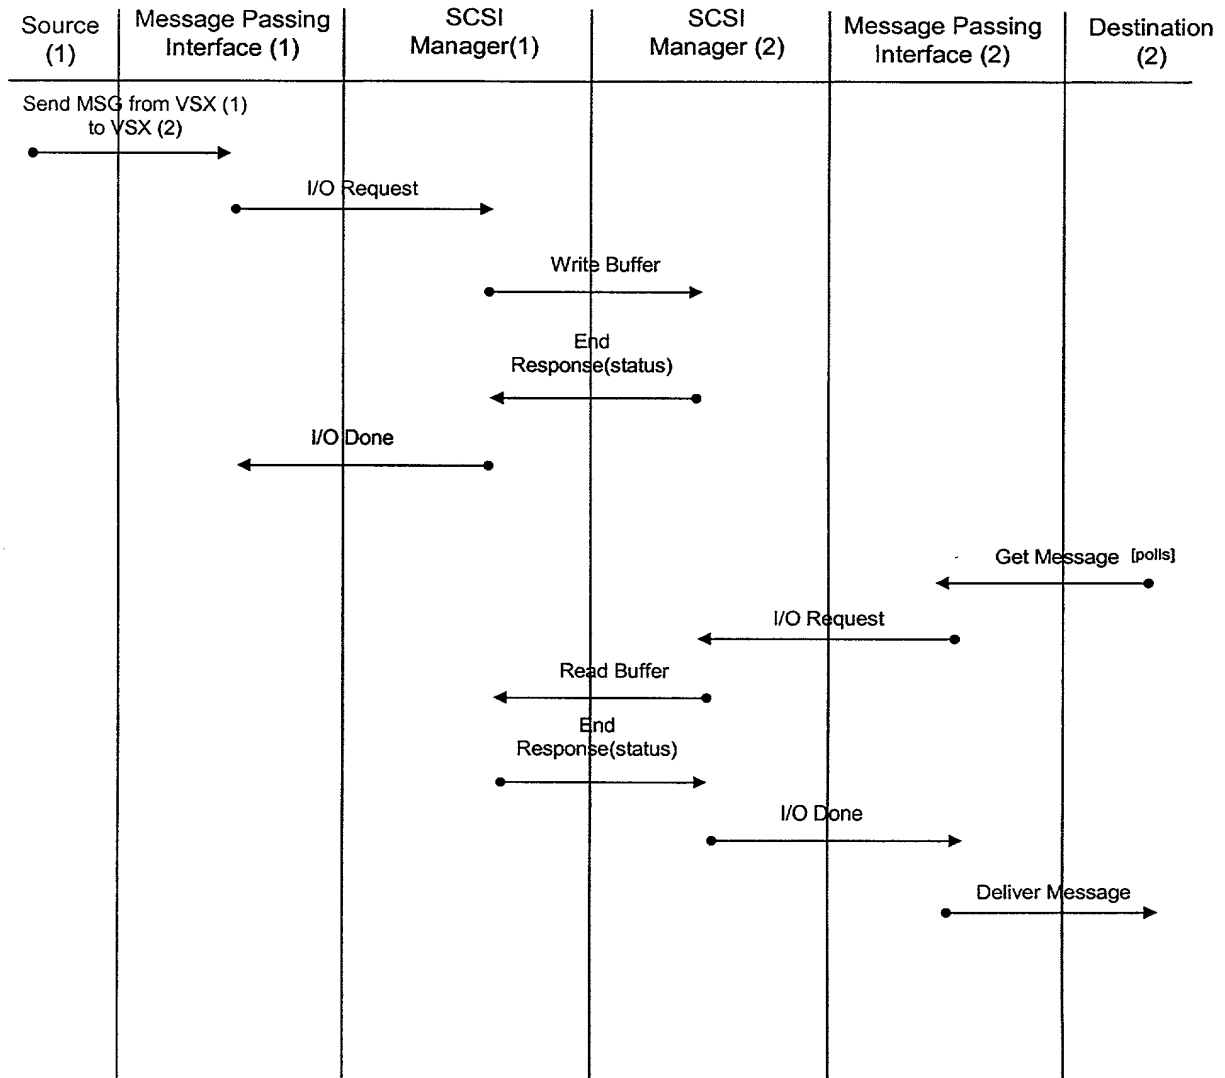 Source
(1)
Message Passing
Interface (1)
SCSI
Manager(1)
SCSI
Manager (2)
Message Passing
Interface (2)
Destination
(2)
Send MSG from VSX (1)
to VSX (2)
I/O Request
Write Buffer
End
Response(status)
I/O Done
Get Message [polls]
I/O Request
Read Buffer
End
Response(status)
I/O Done
Deliver Message